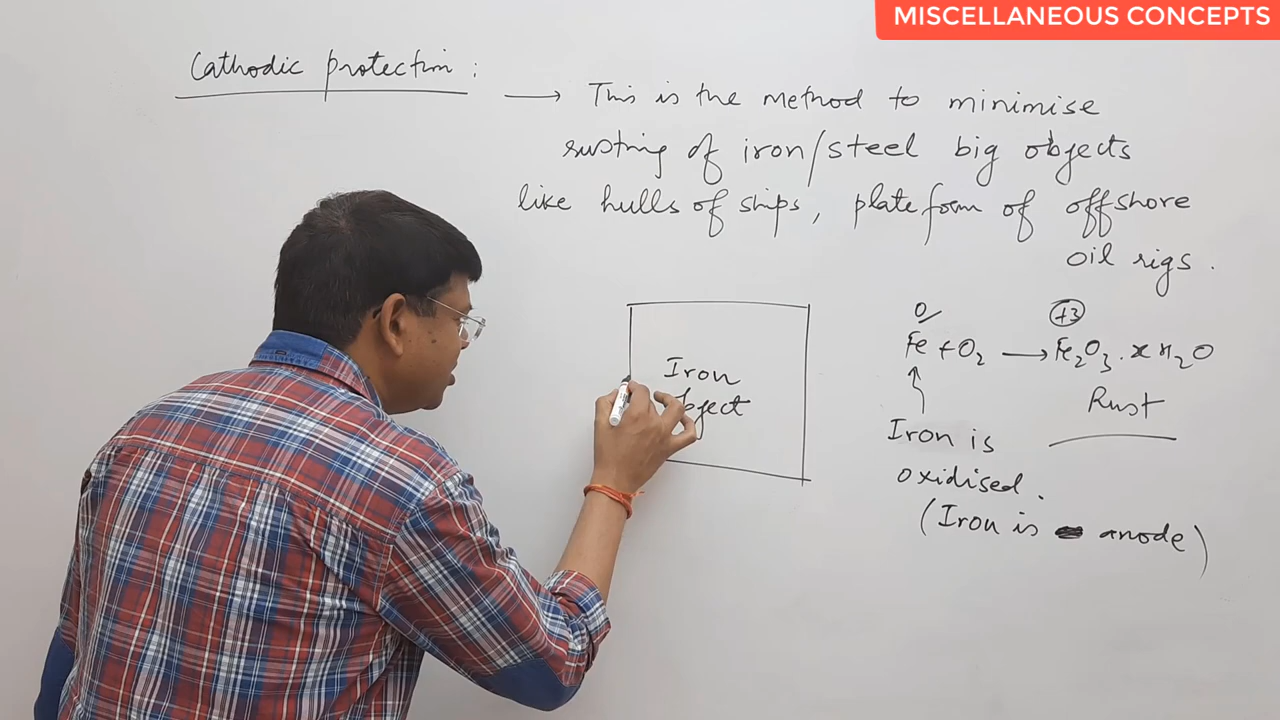 MISCELLANEOUS CONCEPTS
Cathodic protection :
→ This is the method to minimise
rusting of iron/steel big objects
like hulls of ships, plateform of offshore
oil rigs.
Iron
object
0 +3
Fe + O₂ → Fe₂O₃. x H₂O
Rust
Iron is
oxidised.
(Iron is anode)